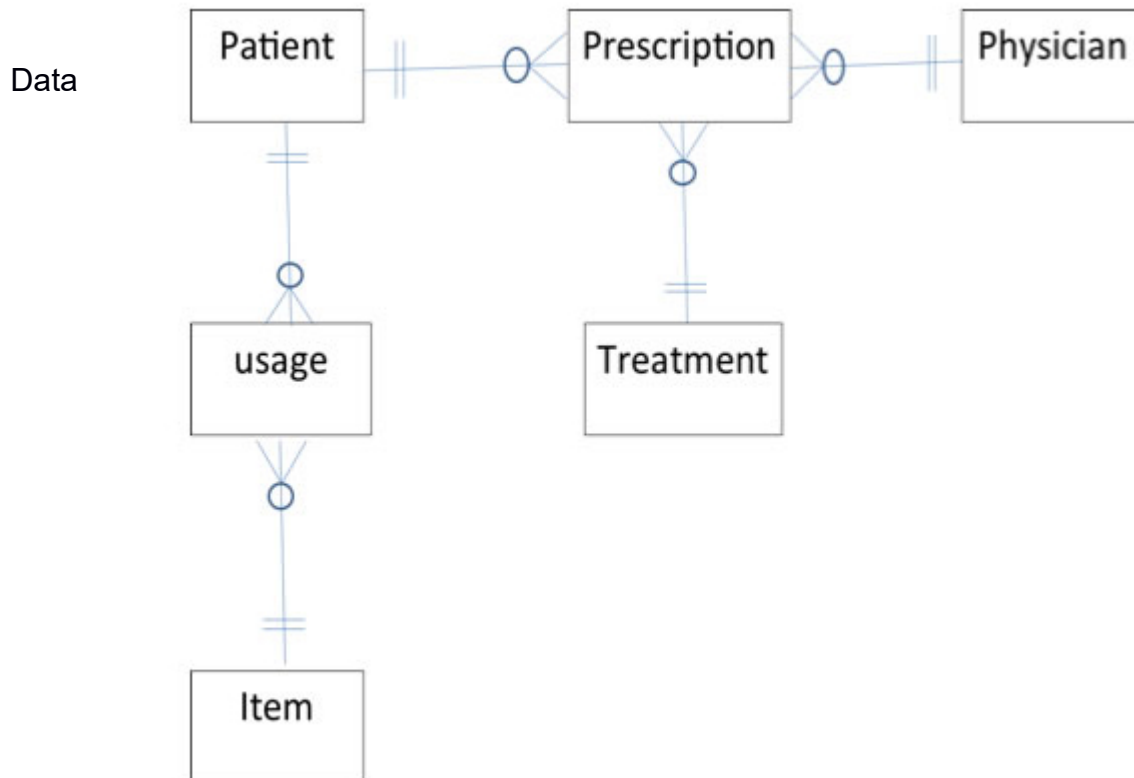 Data
Patient
Prescription
Physician
usage
Treatment
Item